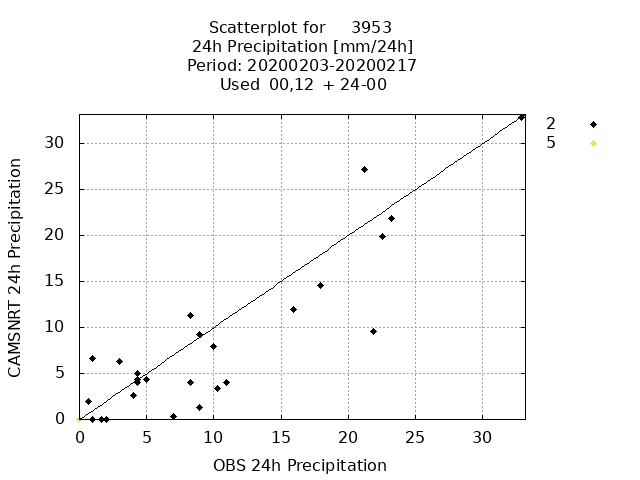 Scatterplot for 3953
24h Precipitation [mm/24h]
Period: 20200203-20200217
Used 00,12 + 24-00
2
5
CAMSNRT 24h Precipitation
30
25
20
15
10
5
0
0 5 10 15 20 25 30
OBS 24h Precipitation